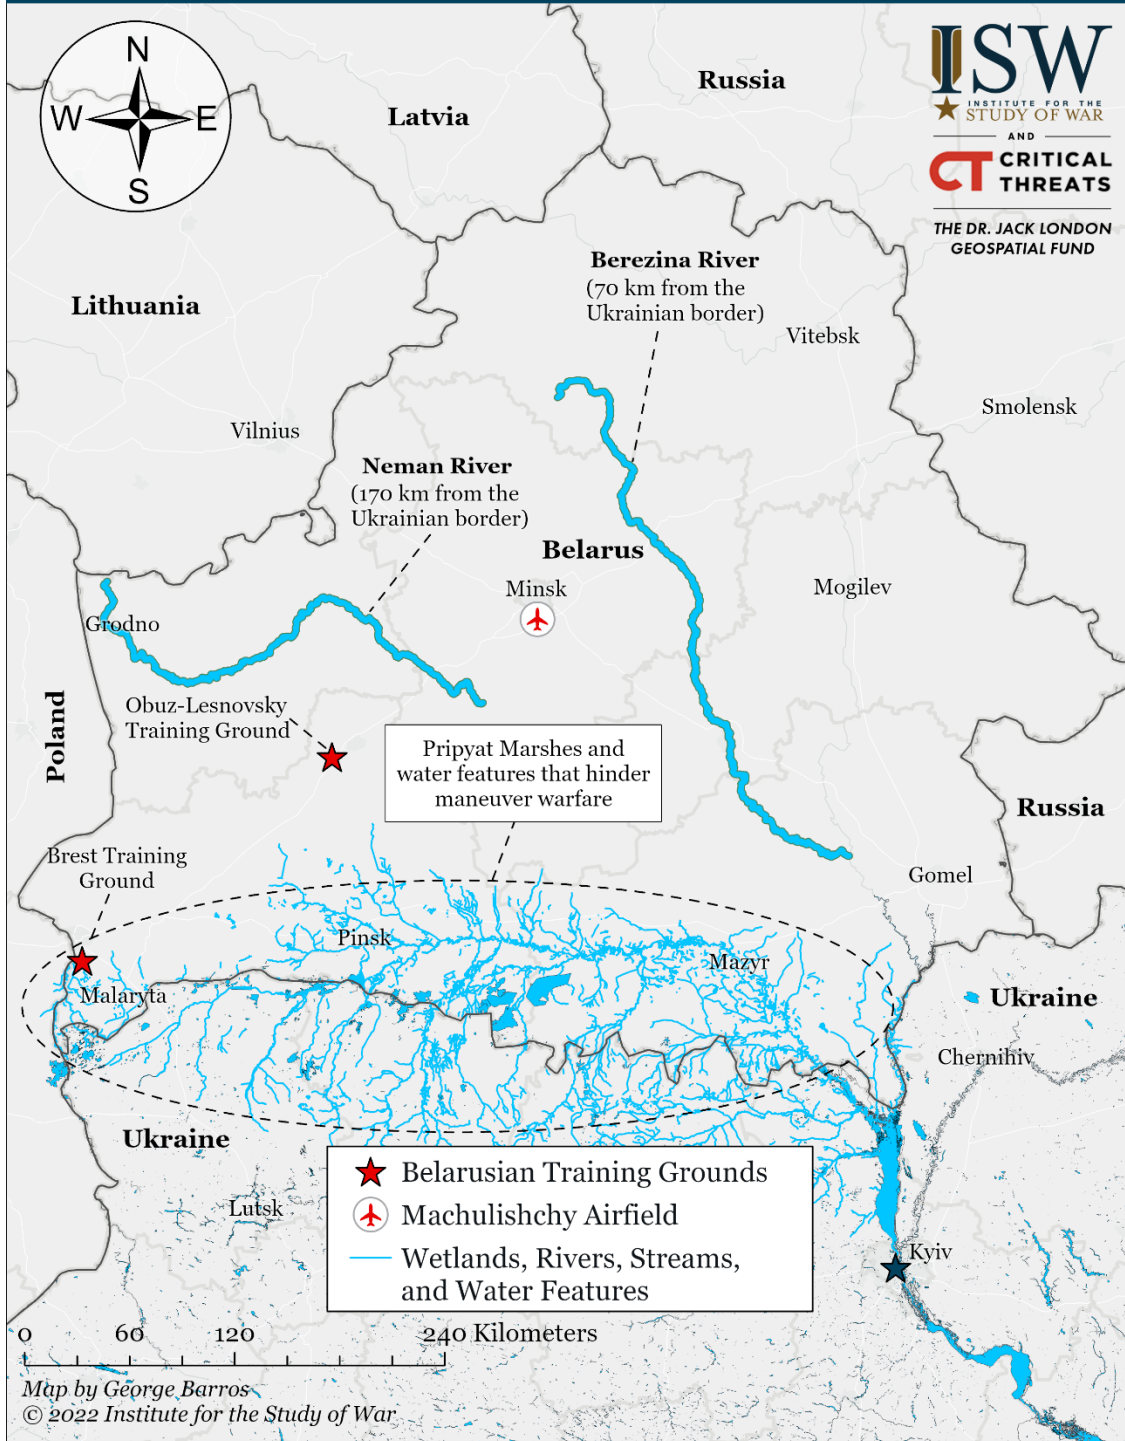 N
W E
S
ISW
INSTITUTE FOR THE
STUDY OF WAR
AND
CT CRITICAL
THREATS
THE DR. JACK LONDON
GEOSPATIAL FUND
Russia
Latvia
Lithuania
Berezina River
(70 km from the
Ukrainian border)
Vitebsk
Smolensk
Vilnius
Neman River
(170 km from the
Ukrainian border)
Belarus
Minsk
Mogilev
Grodno
Poland
Obuz-Lesnovsky
Training Ground
Pripyat Marshes and
water features that hinder
maneuver warfare
Russia
Brest Training
Ground
Gomel
Pinsk
Mazyr
Malaryta
Ukraine
Chernihiv
Ukraine
Lutsk
Kyiv
Belarusian Training Grounds
Machulishchy Airfield
Wetlands, Rivers, Streams,
and Water Features
0 60 120 240 Kilometers
Map by George Barros
© 2022 Institute for the Study of War